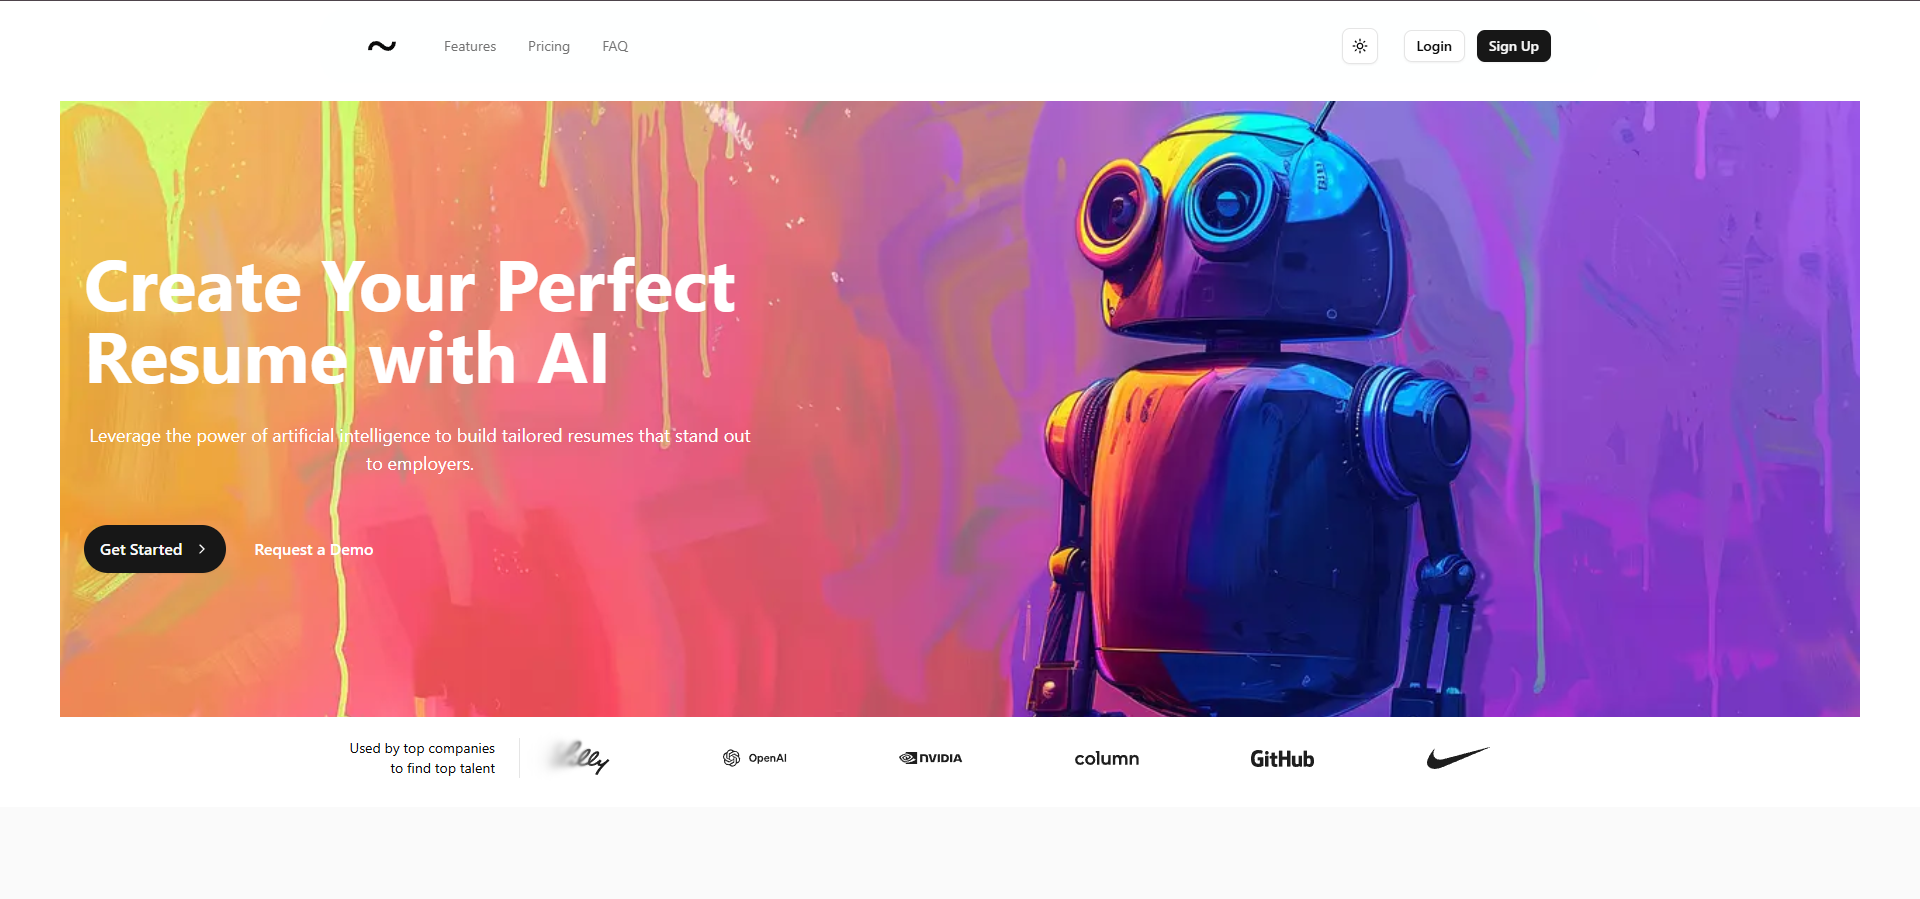 Features
Pricing
FAQ
Login
Sign Up
Create Your Perfect
Resume with AI
Leverage the power of artificial intelligence to build tailored resumes that stand out
to employers.
Get Started
Request a Demo
Used by top companies
to find top talent
OpenAI
NVIDIA
column
GitHub